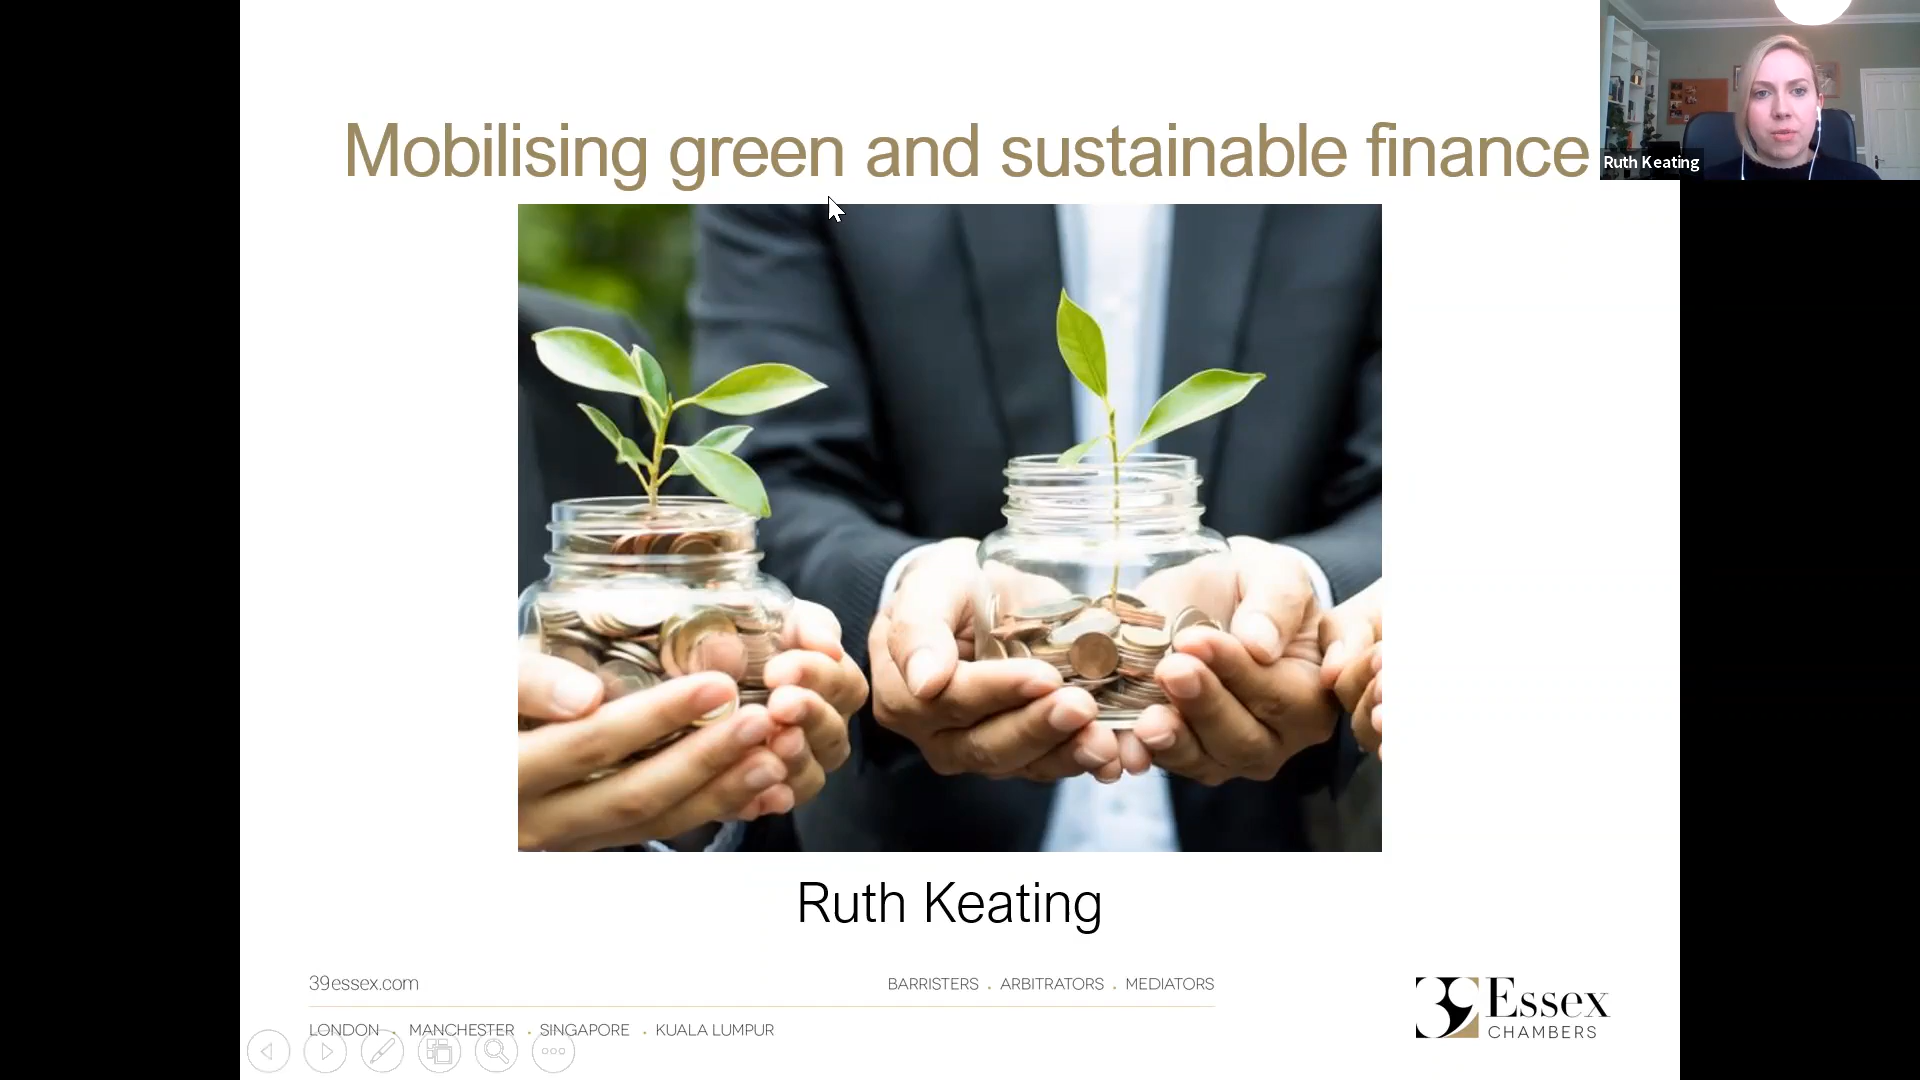 Mobilising green and sustainable finance
Ruth Keating
Ruth Keating
39essex.com
BARRISTERS . ARBITRATORS . MEDIATORS
LONDON . MANCHESTER . SINGAPORE . KUALA LUMPUR
39 Essex
CHAMBERS